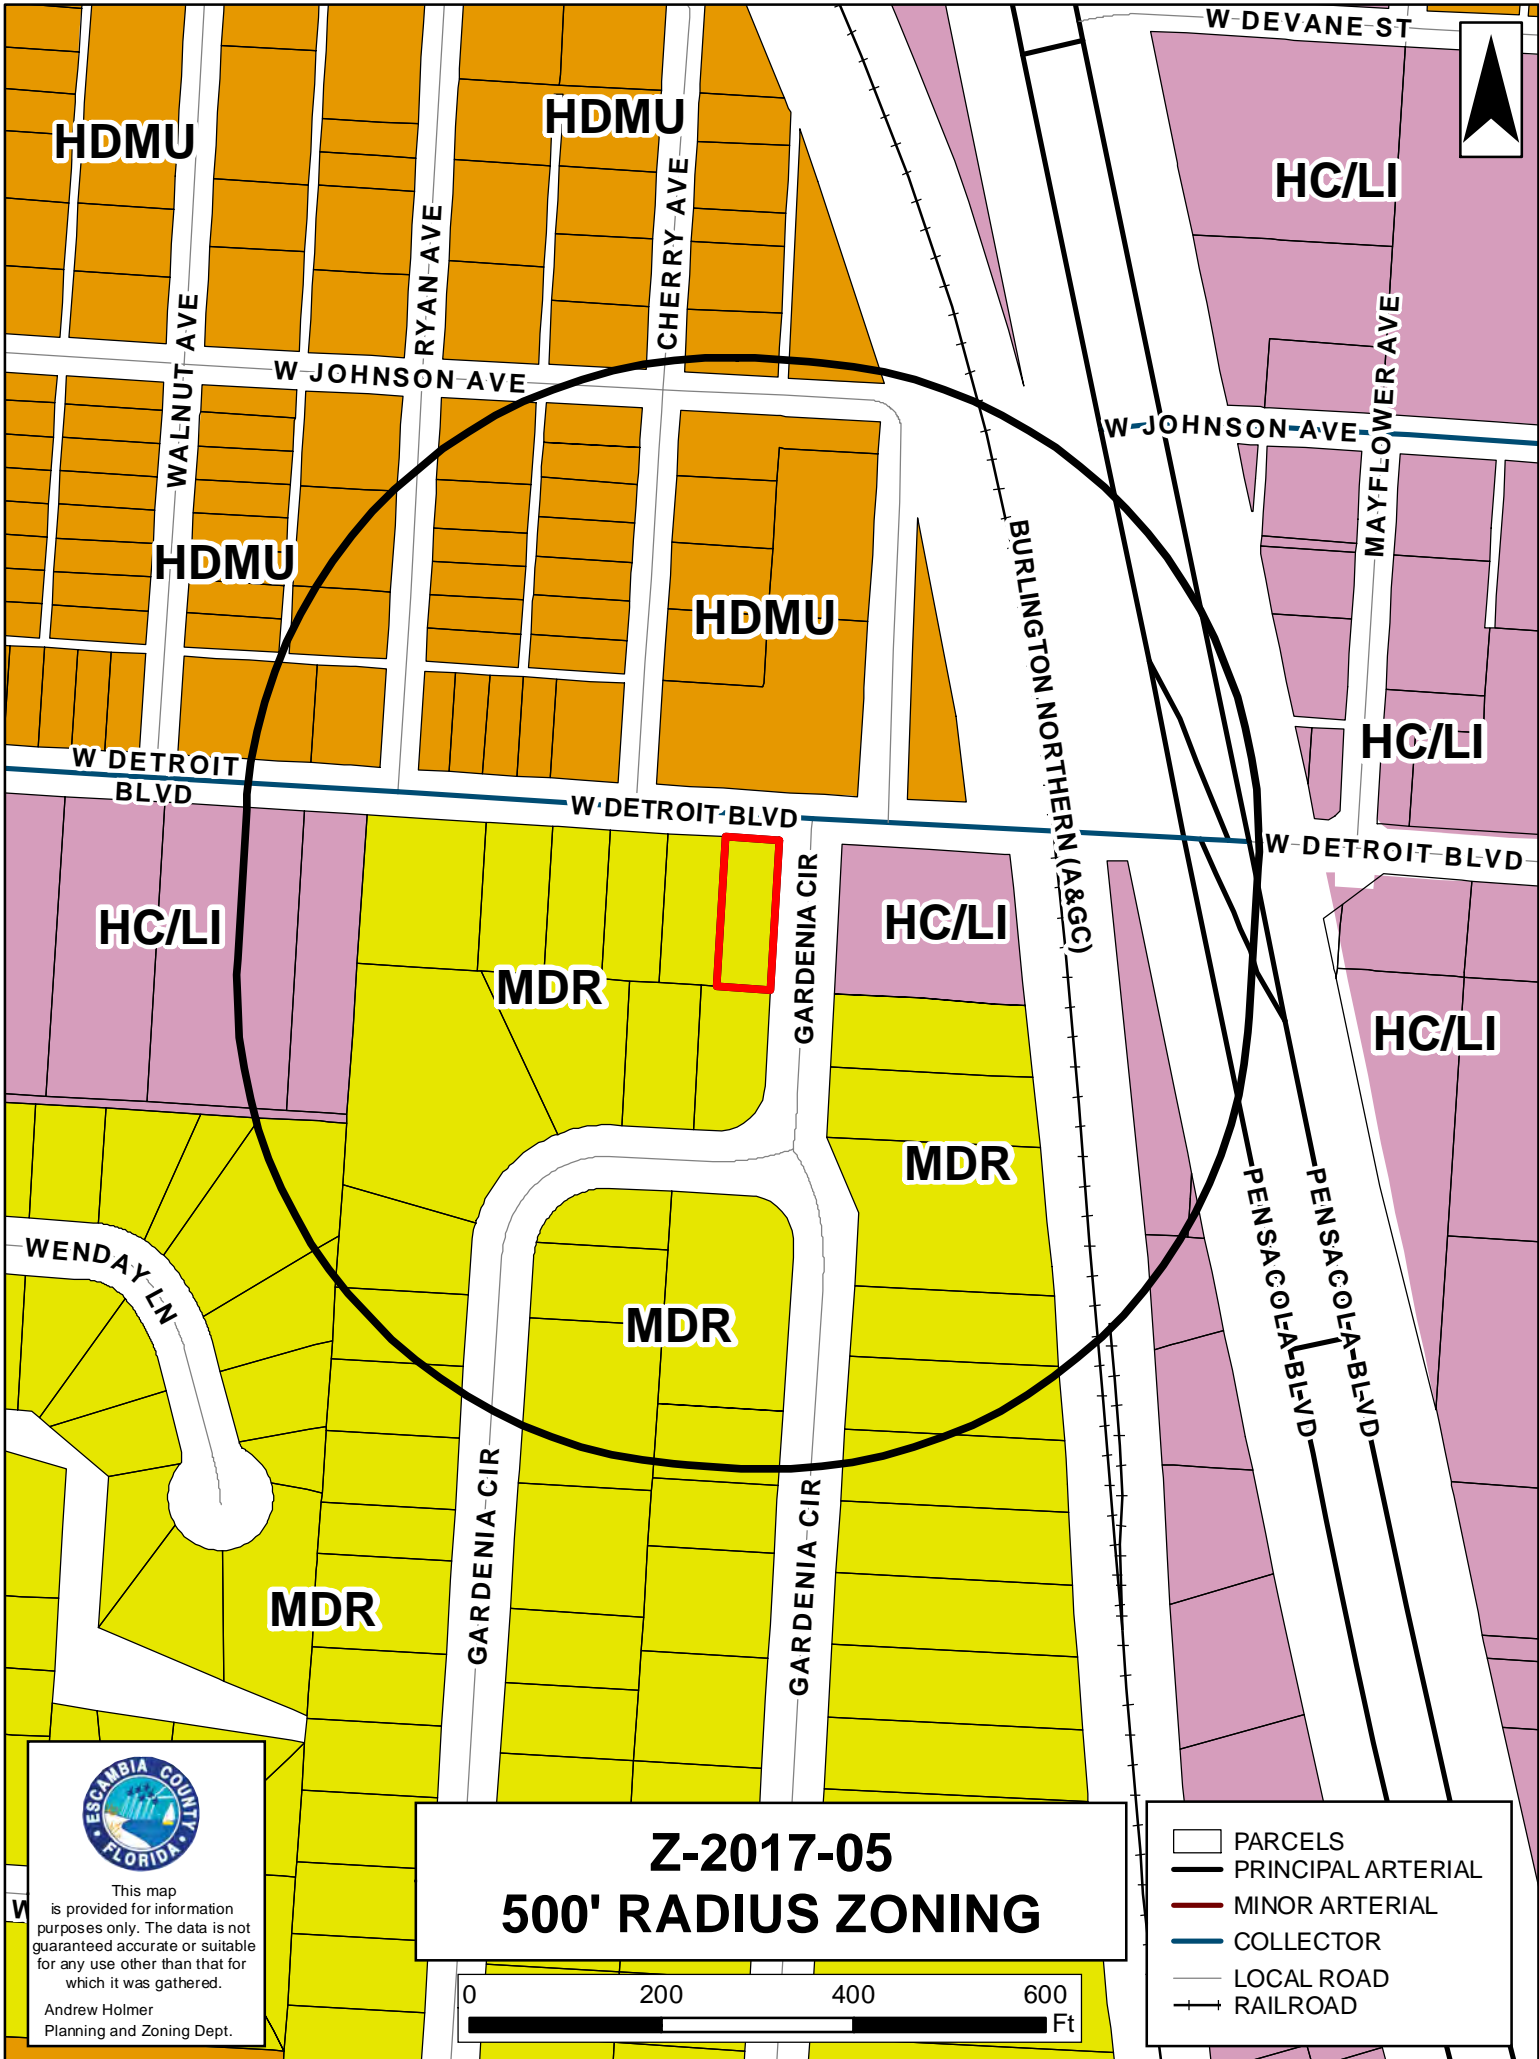 W DEVANE ST
HDMU
HDMU
HC/LI
WALNUT AVE
RYAN AVE
CHERRY AVE
MAYFLOWER AVE
W JOHNSON AVE
W JOHNSON AVE
HDMU
HDMU
BURLINGTON NORTHERN (A&GC)
HC/LI
W DETROIT
BLVD
W DETROIT BLVD
W DETROIT BLVD
HC/LI
HC/LI
GARDENIA CIR
MDR
HC/LI
MDR
WENDAY LN
PENSACOLA BLVD
PENSACOLA BLVD
MDR
GARDENIA CIR
GARDENIA CIR
MDR
ESCAMBIA COUNTY
FLORIDA
This map
is provided for information
purposes only. The data is not
guaranteed accurate or suitable
for any use other than that for
which it was gathered.
Andrew Holmer
Planning and Zoning Dept.
W
Z-2017-05
500' RADIUS ZONING
0 200 400 600
Ft
PARCELS
PRINCIPAL ARTERIAL
MINOR ARTERIAL
COLLECTOR
LOCAL ROAD
RAILROAD